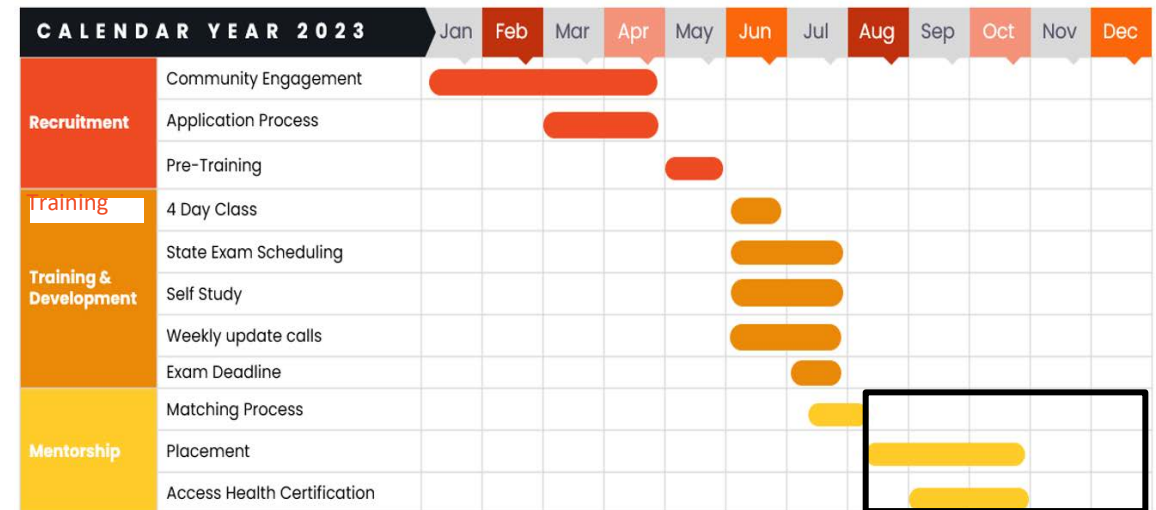 CALENDAR YEAR 2023 Jan Feb Mar Apr May Jun Jul Aug Sep Oct Nov Dec
Community Engagement
Recruitment
Application Process
Pre-Training
Training
4 Day Class
State Exam Scheduling
Training &
Development
Self Study
Weekly update calls
Exam Deadline
Matching Process
Mentorship
Placement
Access Health Certification